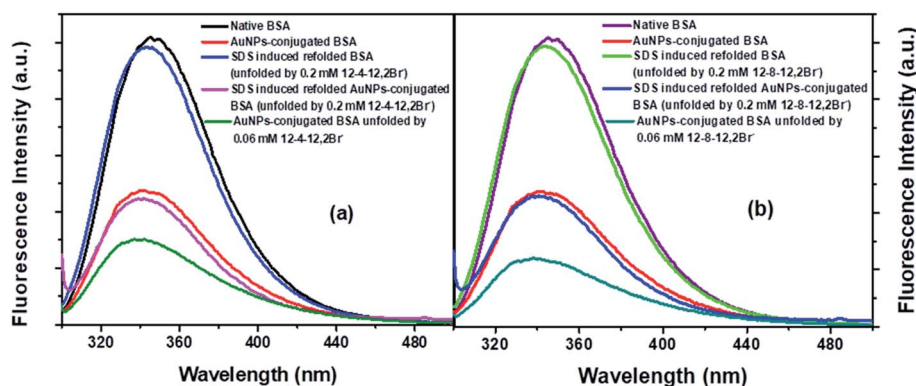 Fluorescence Intensity (a.u.)
Native BSA
AuNPs-conjugated BSA
SDS induced refolded BSA
(unfolded by 0.2 mM 12-4-12,2Br⁻)
SDS induced refolded AuNPs-conjugated
BSA (unfolded by 0.2 mM 12-4-12,2Br⁻)
AuNPs-conjugated BSA unfolded by
0.06 mM 12-4-12,2Br⁻
(a)
320 360 400 440 480
Wavelength (nm)
Native BSA
AuNPs-conjugated BSA
SDS induced refolded BSA
(unfolded by 0.2 mM 12-8-12,2Br⁻)
SDS induced refolded AuNPs-conjugated
BSA (unfolded by 0.2 mM 12-8-12,2Br⁻)
AuNPs-conjugated BSA unfolded by
0.06 mM 12-8-12,2Br⁻
(b)
320 360 400 440 480
Wavelength (nm)
Fluorescence Intensity (a.u.)